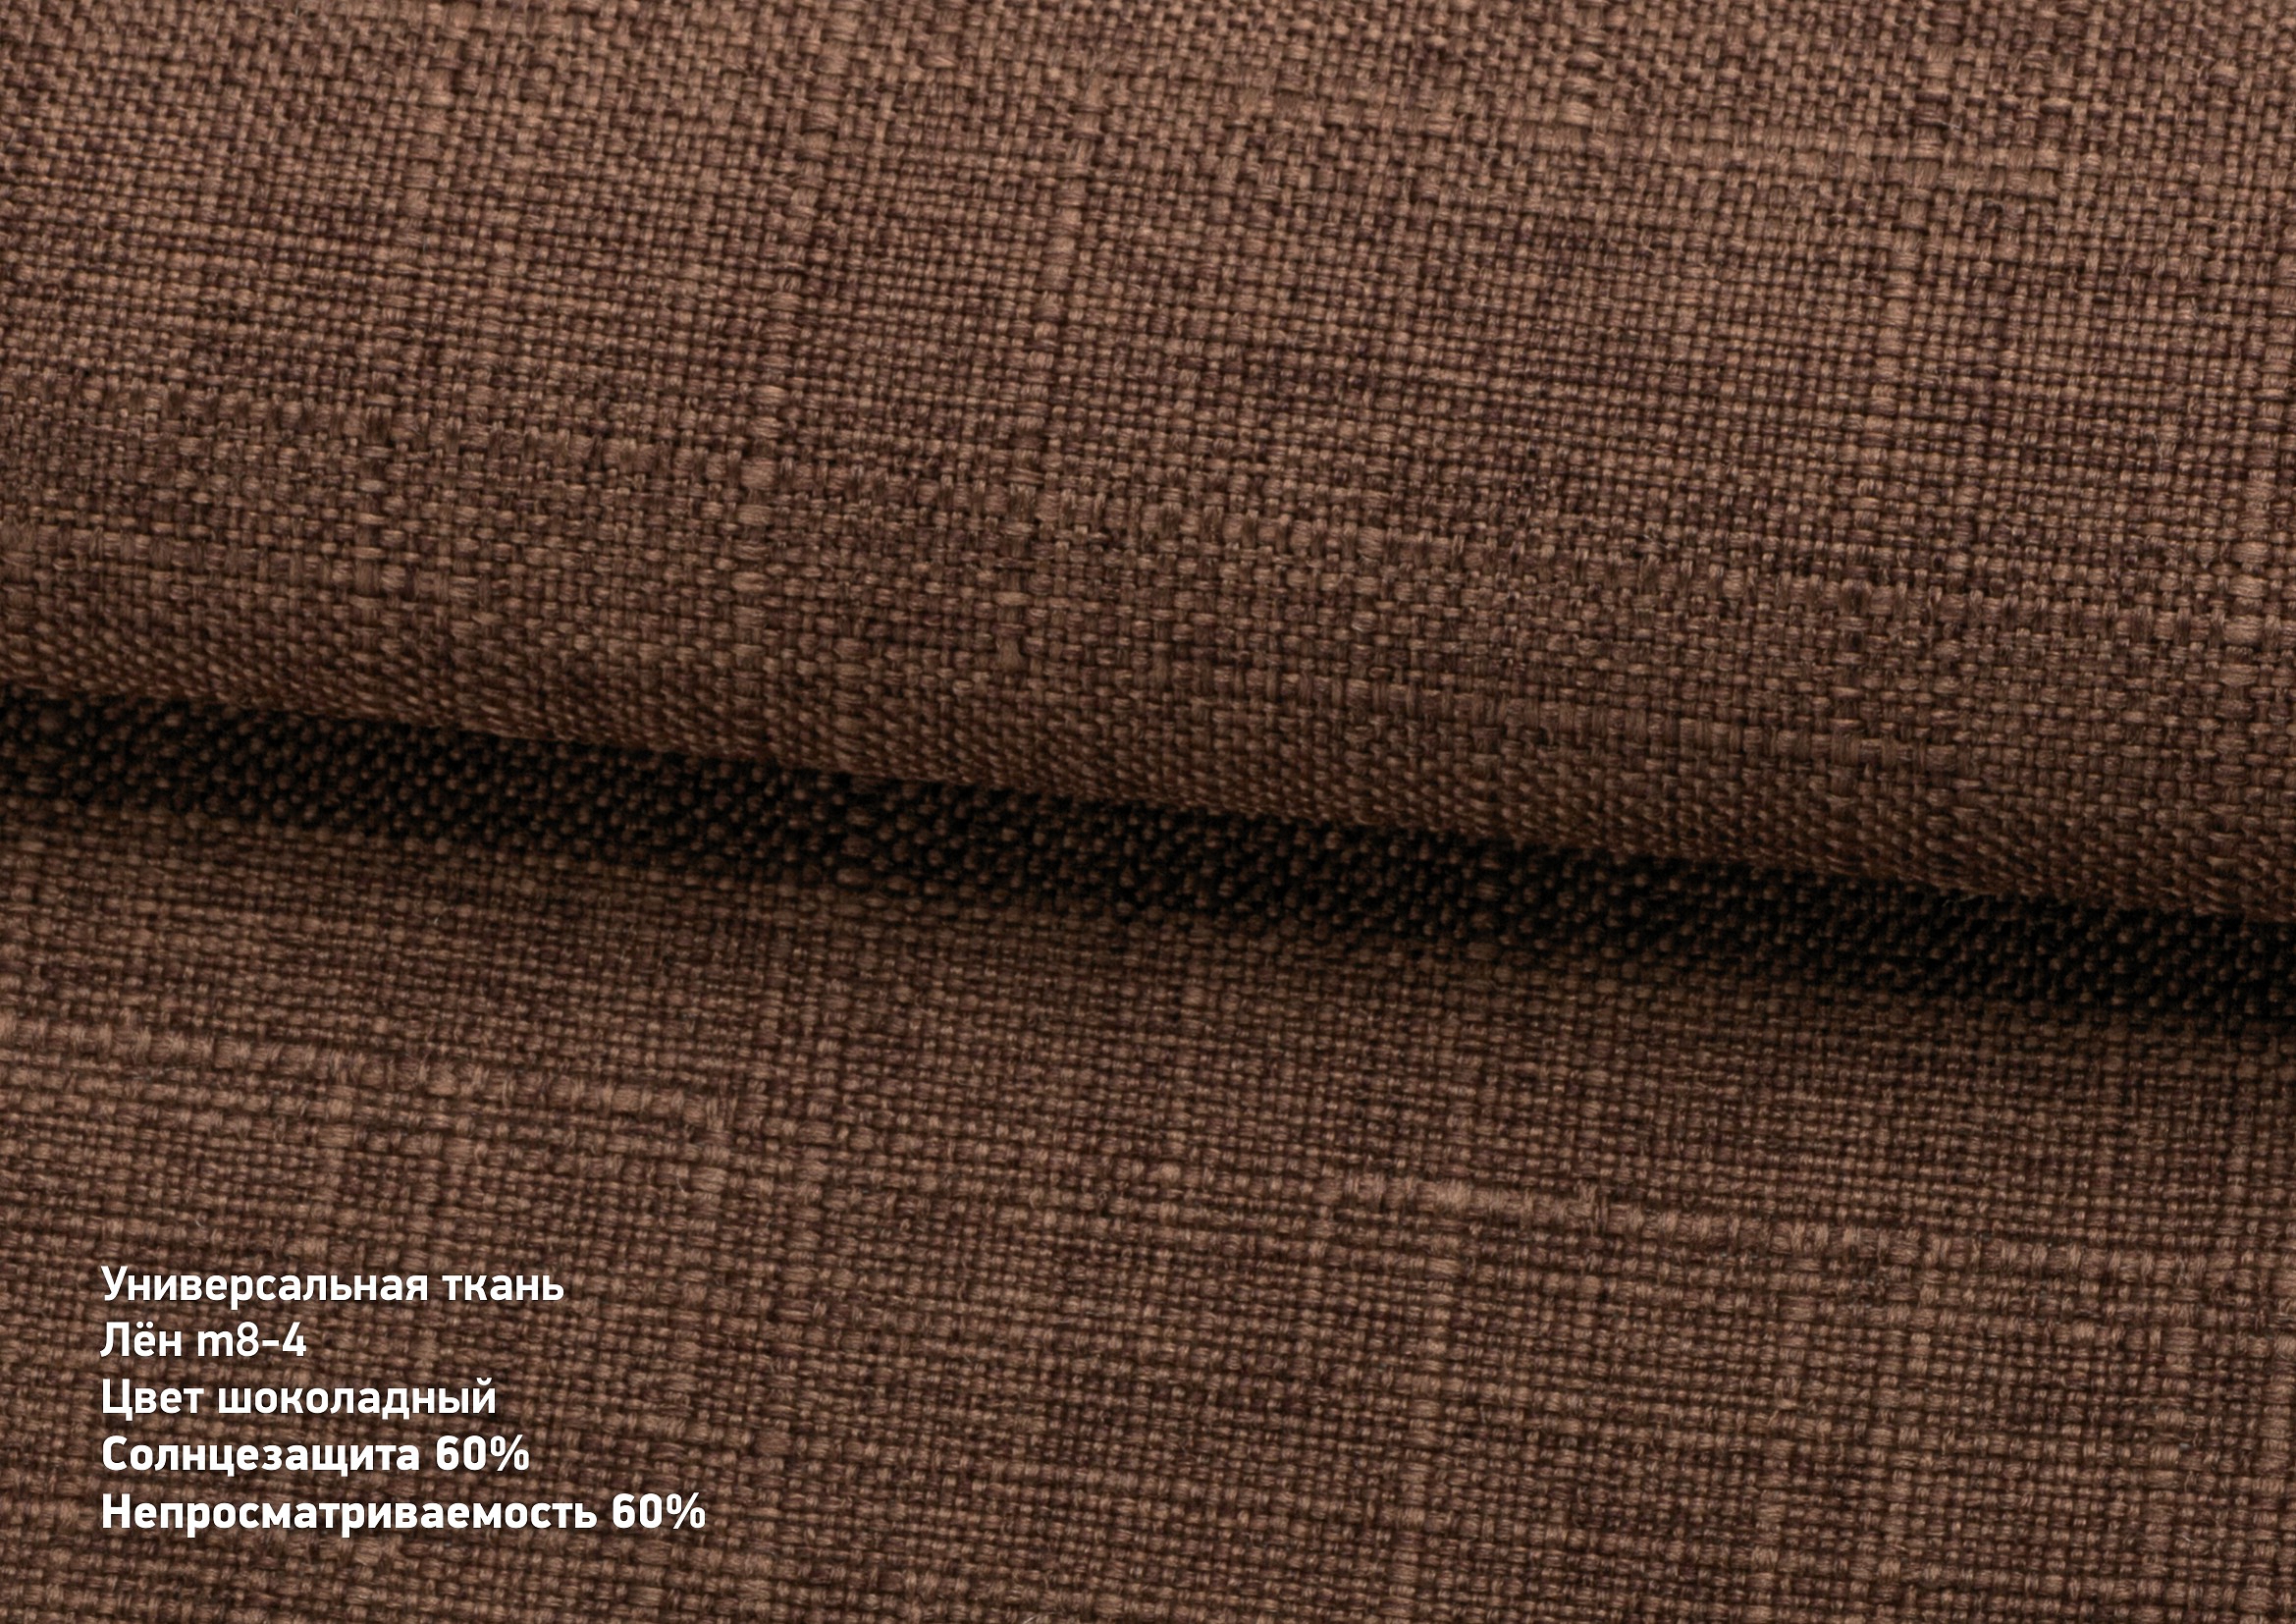 Универсальная ткань
Лён m8-4
Цвет шоколадный
Солнцезащита 60%
Непросматриваемость 60%